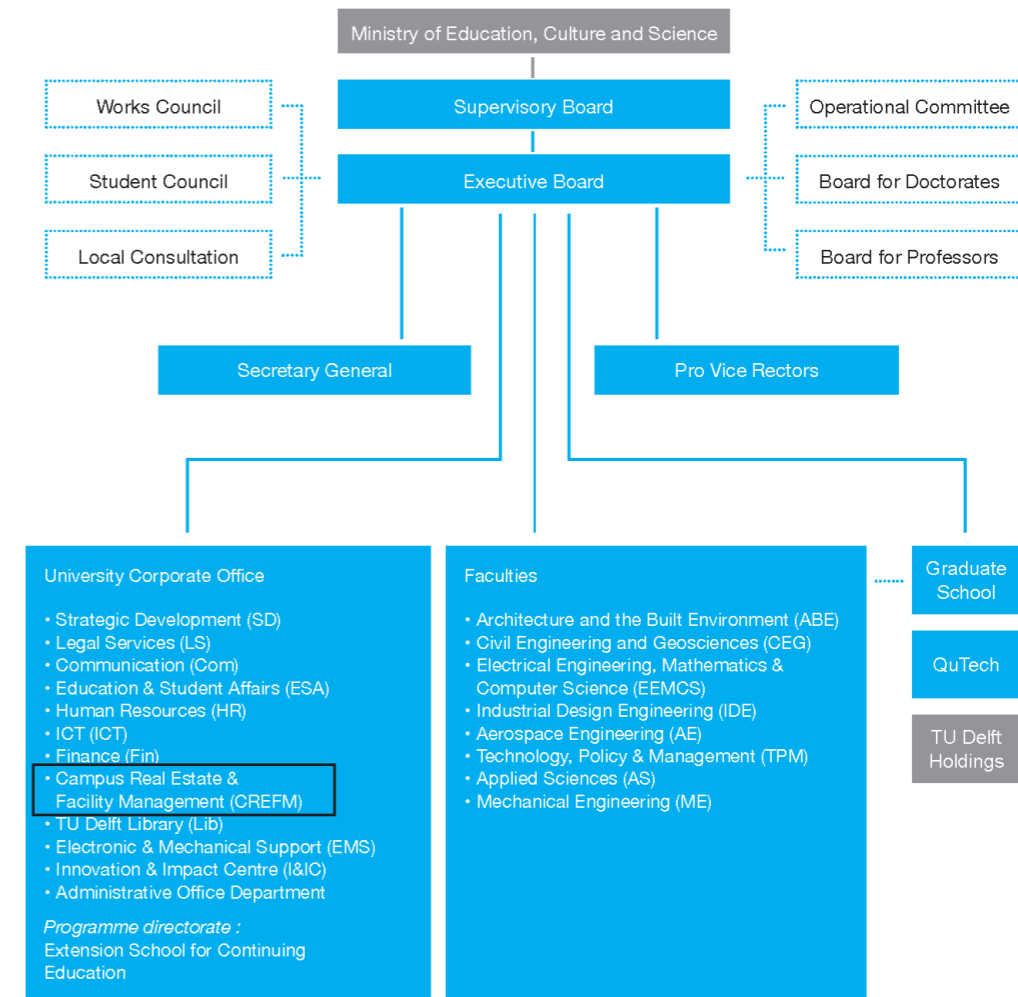 Ministry of Education, Culture and Science
Works Council
Supervisory Board
Operational Committee
Student Council
Executive Board
Board for Doctorates
Local Consultation
Board for Professors
Secretary General
Pro Vice Rectors
University Corporate Office
• Strategic Development (SD)
• Legal Services (LS)
• Communication (Com)
• Education & Student Affairs (ESA)
• Human Resources (HR)
• ICT (ICT)
• Finance (Fin)
• Campus Real Estate &
Facility Management (CREFM)
• TU Delft Library (Lib)
• Electronic & Mechanical Support (EMS)
• Innovation & Impact Centre (I&IC)
• Administrative Office Department
Programme directorate :
Extension School for Continuing
Education
Faculties
• Architecture and the Built Environment (ABE)
• Civil Engineering and Geosciences (CEG)
• Electrical Engineering, Mathematics &
Computer Science (EEMCS)
• Industrial Design Engineering (IDE)
• Aerospace Engineering (AE)
• Technology, Policy & Management (TPM)
• Applied Sciences (AS)
• Mechanical Engineering (ME)
Graduate
School
QuTech
TU Delft
Holdings